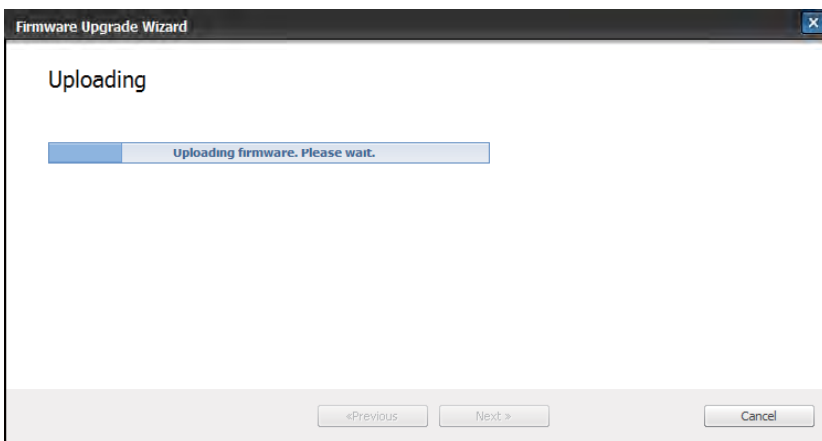 Firmware Upgrade Wizard
Uploading
Uploading firmware. Please wait.
«Previous
Next »
Cancel